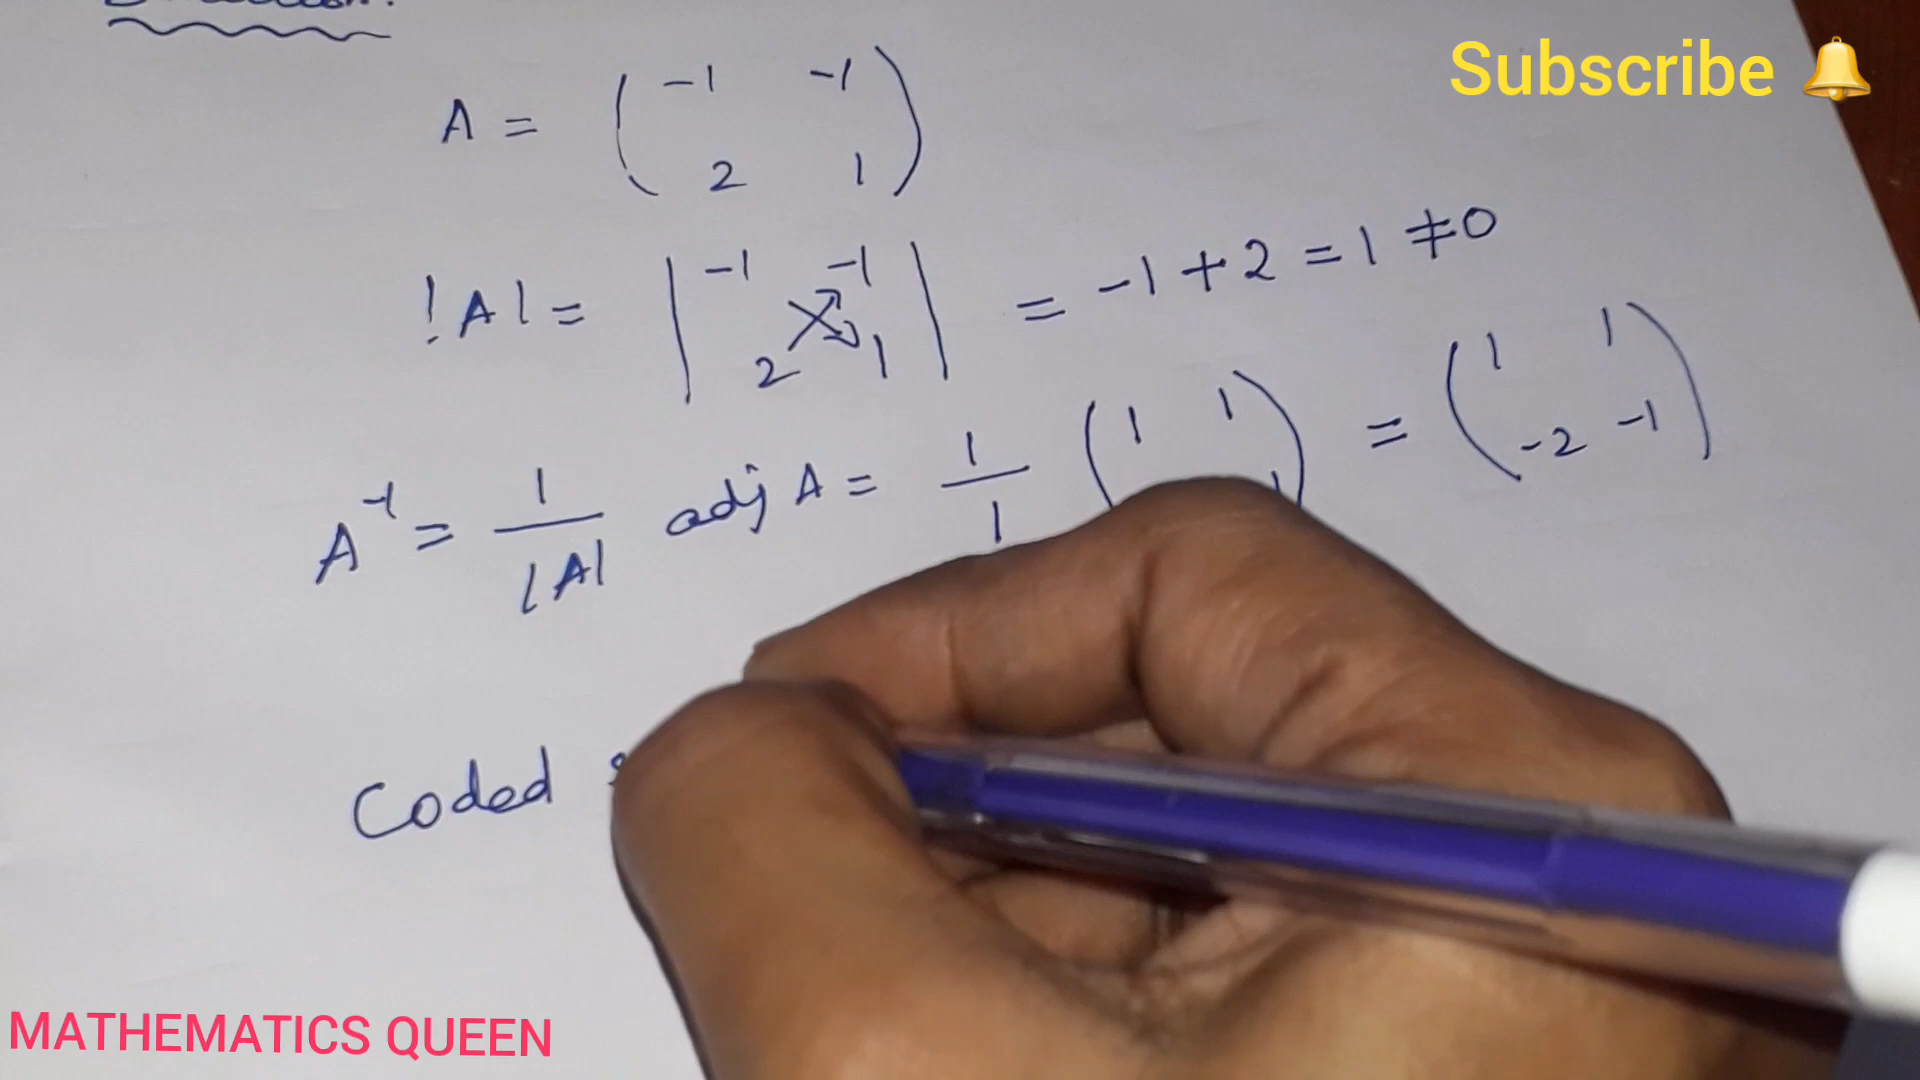 Subscribe 🔔
A = ( -1 -1
2 1 )
|A| = | -1 -1
2 1 | = -1 + 2 = 1 ≠ 0
A⁻¹ = 1/|A| adj A = 1/1 ( 1 1 = ( 1 1
-2 -1 )
Coded
MATHEMATICS QUEEN